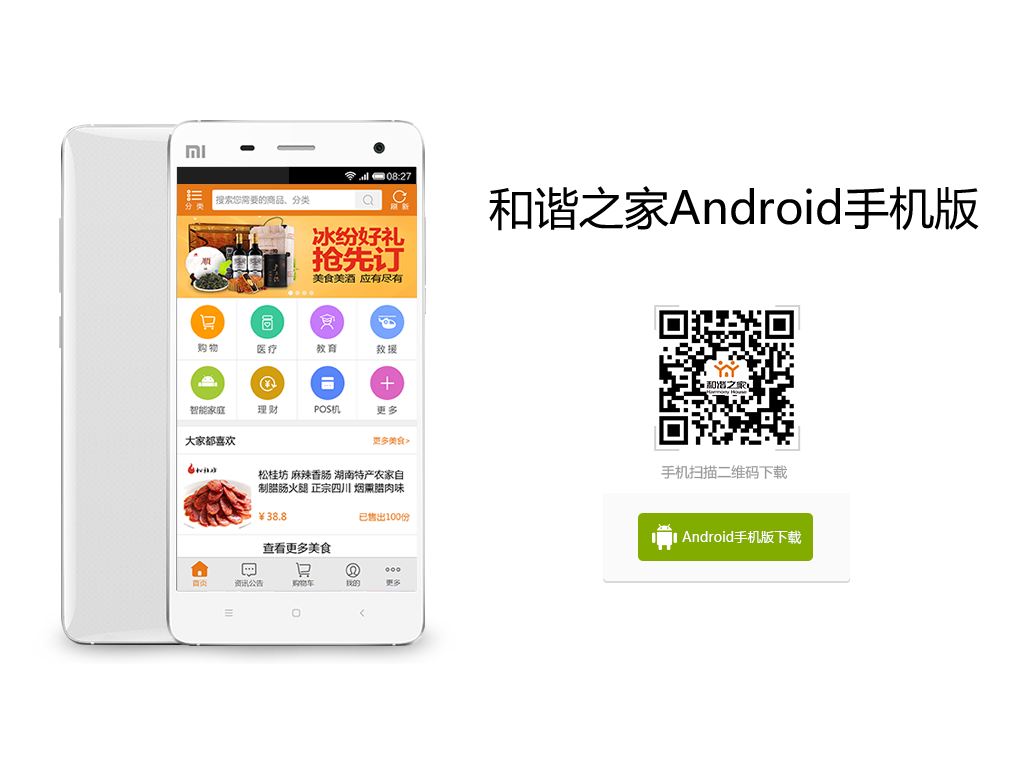 08:27
分类
搜索您需要的商品、分类
刷新
冰纷好礼
抢先订
美食美酒 应有尽有
顺
购物
医疗
教育
救援
智能家庭
理财
POS机
更多
大家都喜欢
更多美食>
松桂坊
松桂坊 麻辣香肠 湖南特产农家自
制腊肠火腿 正宗四川 烟熏腊肉味
¥38.8
已售出100份
查看更多美食
首页
资讯公告
购物车
我的
更多
和谐之家Android手机版
和谐之家
Harmony House
手机扫描二维码下载
Android手机版下载